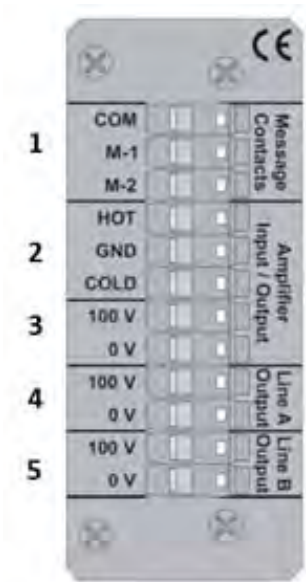 CE
1
COM
M-1
M-2
Message
Contacts
2
HOT
GND
COLD
Amplifier
Input / Output
3
100 V
0 V
4
100 V
0 V
Line A
Output
5
100 V
0 V
Line B
Output